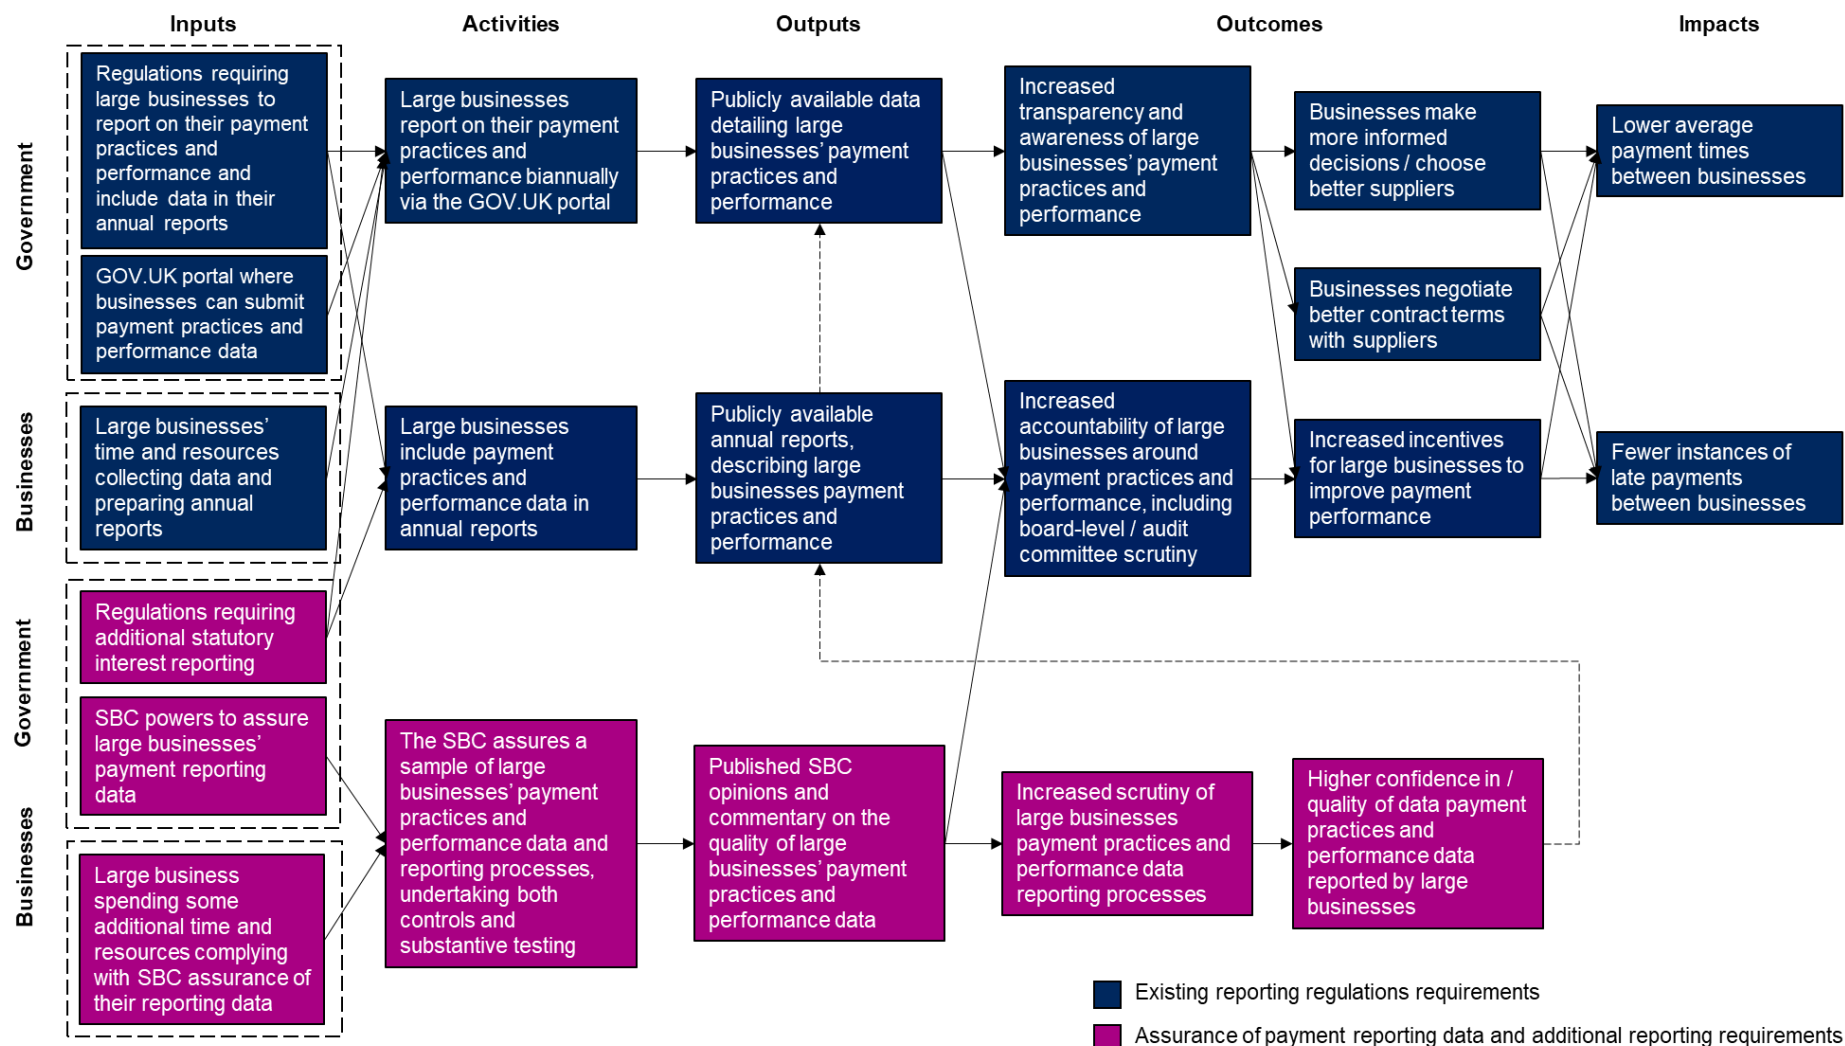 Inputs
Activities
Outputs
Outcomes
Impacts
Government
Regulations requiring
large businesses to
report on their payment
practices and
performance and
include data in their
annual reports
GOV.UK portal where
businesses can submit
payment practices and
performance data
Large businesses
report on their payment
practices and
performance biannually
via the GOV.UK portal
Publicly available data
detailing large
businesses’ payment
practices and
performance
Increased
transparency and
awareness of large
businesses’ payment
practices and
performance
Businesses make
more informed
decisions / choose
better suppliers
Businesses negotiate
better contract terms
with suppliers
Lower average
payment times
between businesses
Businesses
Large businesses’
time and resources
collecting data and
preparing annual
reports
Large businesses
include payment
practices and
performance data in
annual reports
Publicly available
annual reports,
describing large
businesses payment
practices and
performance
Increased
accountability of large
businesses around
payment practices and
performance, including
board-level / audit
committee scrutiny
Increased incentives
for large businesses to
improve payment
performance
Fewer instances of
late payments
between businesses
Government
Regulations requiring
additional statutory
interest reporting
SBC powers to assure
large businesses’
payment reporting
data
Businesses
Large business
spending some
additional time and
resources complying
with SBC assurance of
their reporting data
The SBC assures a
sample of large
businesses’ payment
practices and
performance data and
reporting processes,
undertaking both
controls and
substantive testing
Published SBC
opinions and
commentary on the
quality of large
businesses’ payment
practices and
performance data
Increased scrutiny of
large businesses
payment practices and
performance data
reporting processes
Higher confidence in /
quality of data payment
practices and
performance data
reported by large
businesses
Existing reporting regulations requirements
Assurance of payment reporting data and additional reporting requirements